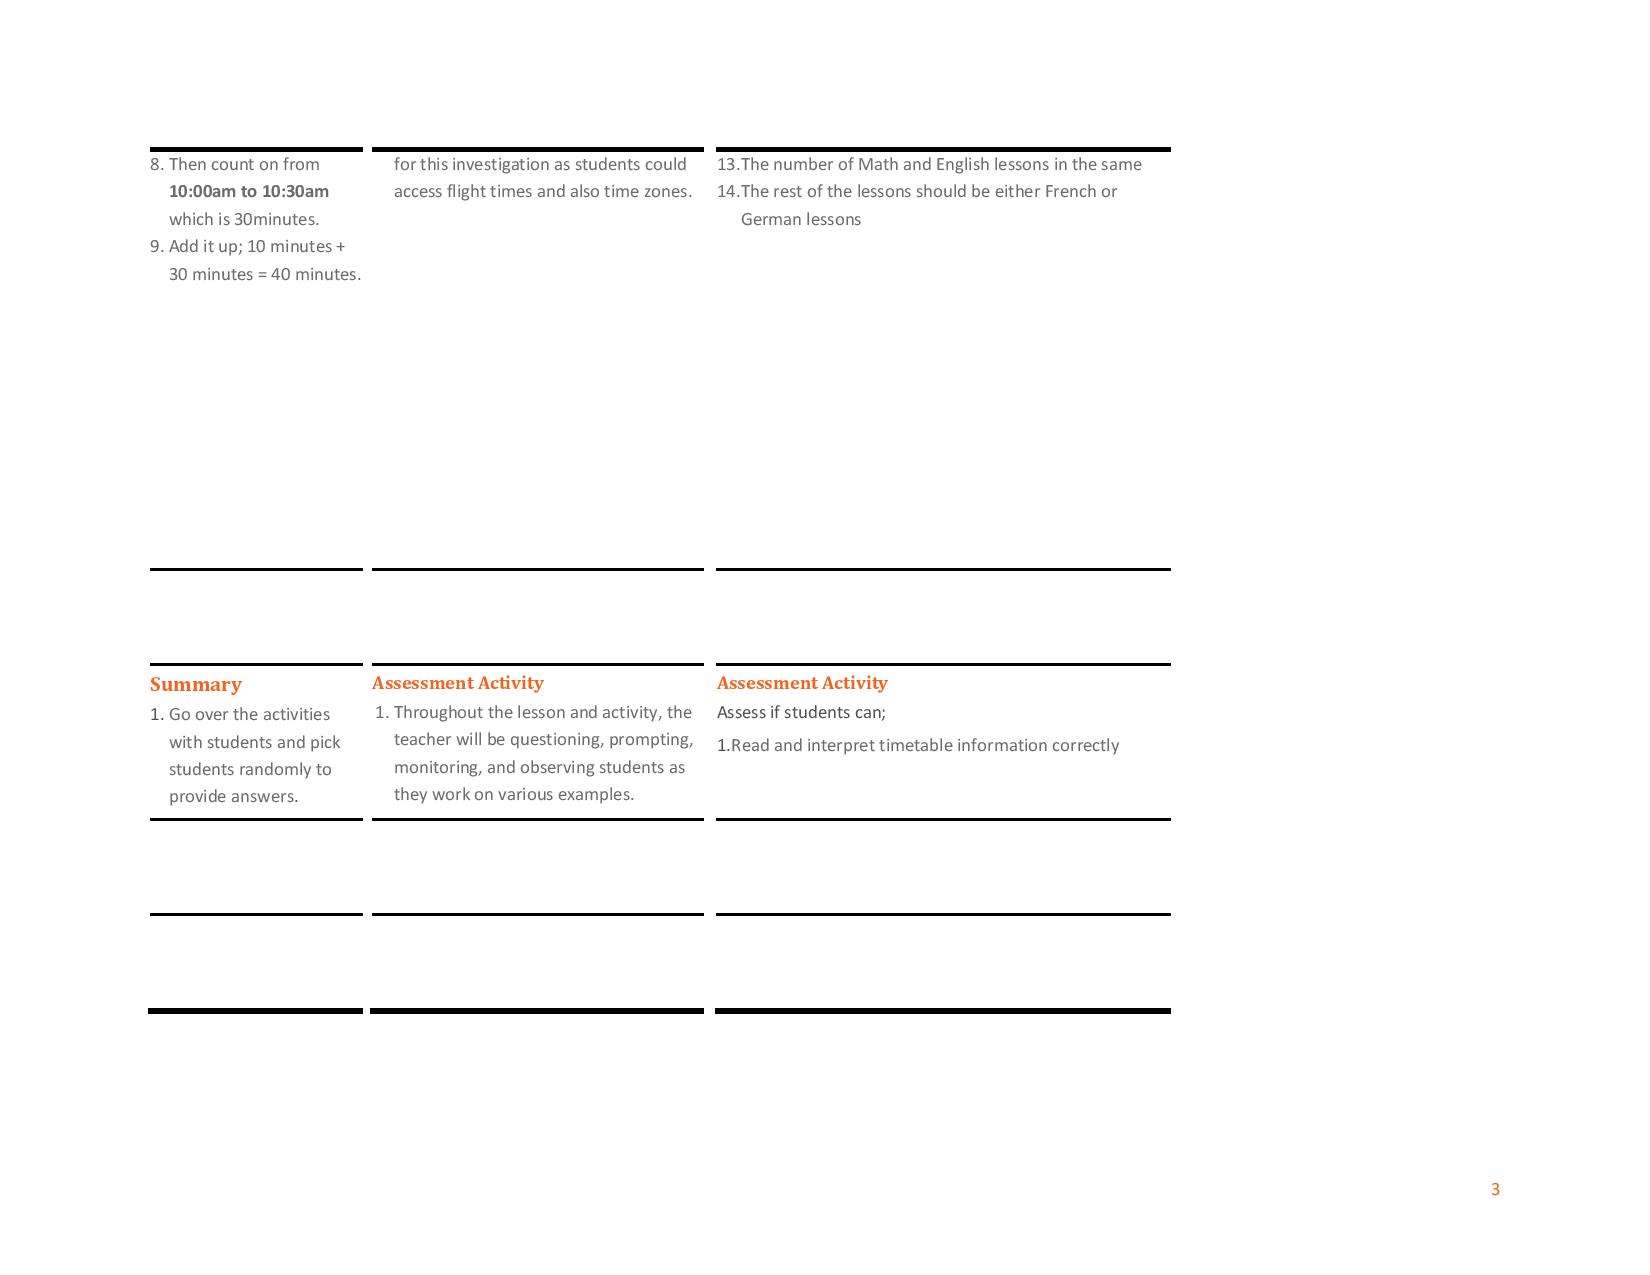 8. Then count on from
10:00am to 10:30am
which is 30minutes.
9. Add it up; 10 minutes +
30 minutes = 40 minutes.
for this investigation as students could
access flight times and also time zones.
13.The number of Math and English lessons in the same
14.The rest of the lessons should be either French or
German lessons
Summary
1. Go over the activities
with students and pick
students randomly to
provide answers.
Assessment Activity
1. Throughout the lesson and activity, the
teacher will be questioning, prompting,
monitoring, and observing students as
they work on various examples.
Assessment Activity
Assess if students can;
1.Read and interpret timetable information correctly
3